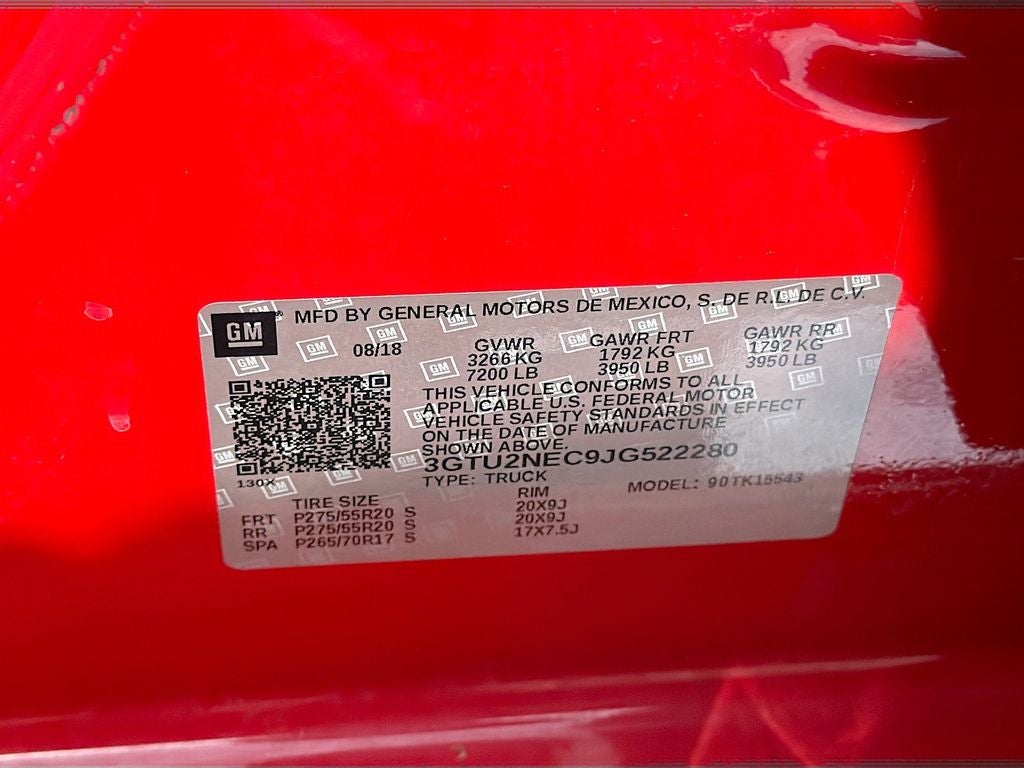 GM MFD BY GENERAL MOTORS DE MEXICO, S. DE R.L. DE C.V.
08/18 GVWR GAWR FRT GAWR RR
3266 KG 1792 KG 1792 KG
7200 LB 3950 LB 3950 LB
THIS VEHICLE CONFORMS TO ALL
APPLICABLE U.S. FEDERAL MOTOR
VEHICLE SAFETY STANDARDS IN EFFECT
ON THE DATE OF MANUFACTURE
SHOWN ABOVE.
3GTU2NEC9JG522280
130X TYPE: TRUCK MODEL: 90TK15543
TIRE SIZE RIM
FRT P275/55R20 S 20X9J
RR P275/55R20 S 20X9J
SPA P265/70R17 S 17X7.5J